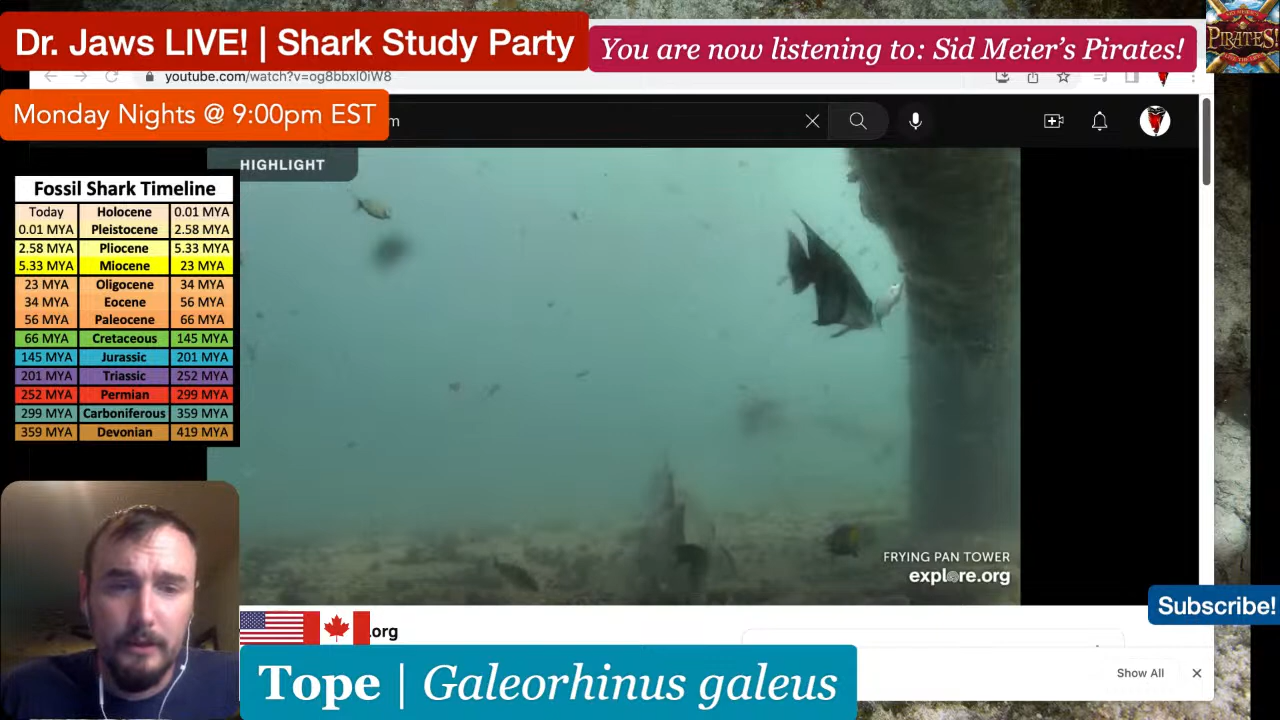 Dr. Jaws LIVE! | Shark Study Party
You are now listening to: Sid Meier's Pirates!
PIRATES!
youtube.com/watch?v=og8bbxl0iW8
Monday Nights @ 9:00pm EST
m
HIGHLIGHT
Fossil Shark Timeline
Today Holocene 0.01 MYA
0.01 MYA Pleistocene 2.58 MYA
2.58 MYA Pliocene 5.33 MYA
5.33 MYA Miocene 23 MYA
23 MYA Oligocene 34 MYA
34 MYA Eocene 56 MYA
56 MYA Paleocene 66 MYA
66 MYA Cretaceous 145 MYA
145 MYA Jurassic 201 MYA
201 MYA Triassic 252 MYA
252 MYA Permian 299 MYA
299 MYA Carboniferous 359 MYA
359 MYA Devonian 419 MYA
FRYING PAN TOWER
explore.org
Subscribe!
.org
Show All
Tope | Galeorhinus galeus